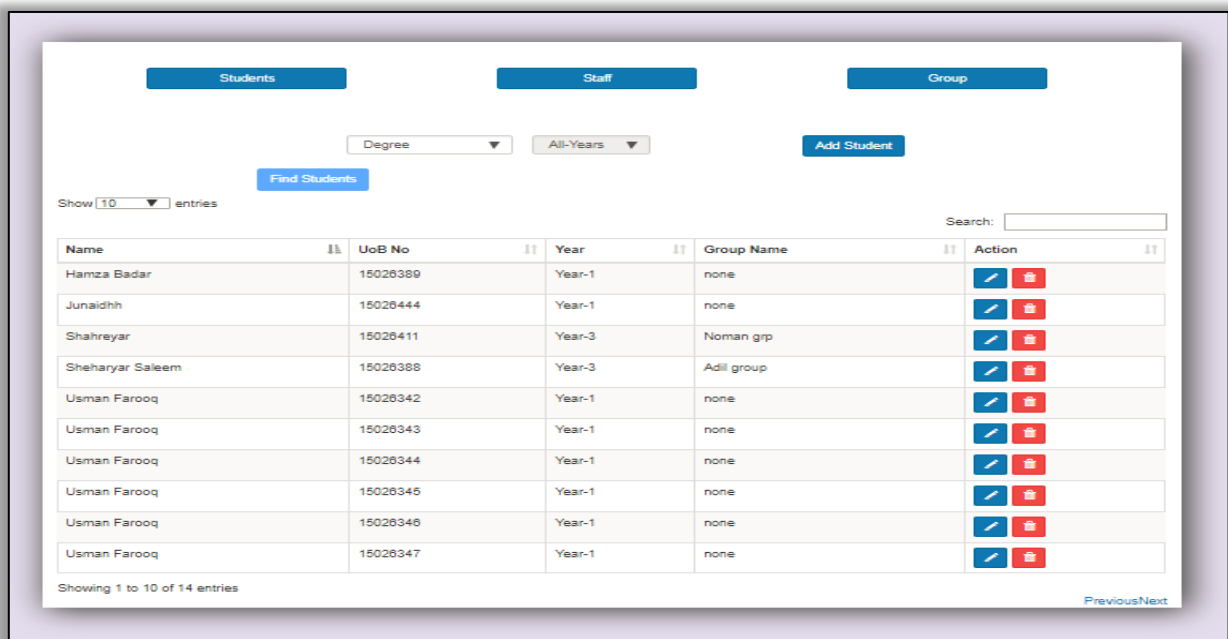 Students Staff Group
Degree All-Years Add Student
Find Students
Show 10 entries
Search:
Name UoB No Year Group Name Action
Hamza Badar 15026389 Year-1 none
Junaidhh 15026444 Year-1 none
Shahreyar 15026411 Year-3 Noman grp
Sheharyar Saleem 15026388 Year-3 Adil group
Usman Farooq 15026342 Year-1 none
Usman Farooq 15026343 Year-1 none
Usman Farooq 15026344 Year-1 none
Usman Farooq 15026345 Year-1 none
Usman Farooq 15026346 Year-1 none
Usman Farooq 15026347 Year-1 none
Showing 1 to 10 of 14 entries
PreviousNext